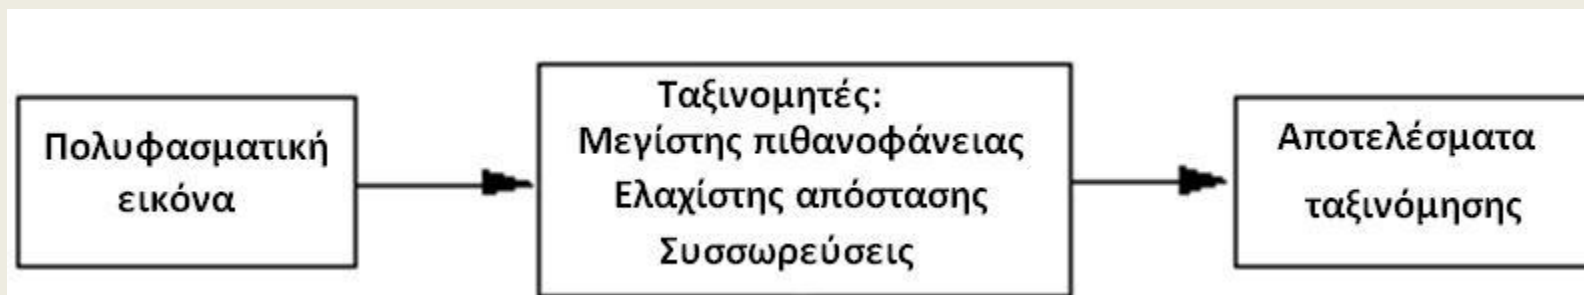 Πολυφασματική
εικόνα
Ταξινομητές:
Μεγίστης πιθανοφάνειας
Ελαχίστης απόστασης
Συσσωρεύσεις
Αποτελέσματα
ταξινόμησης